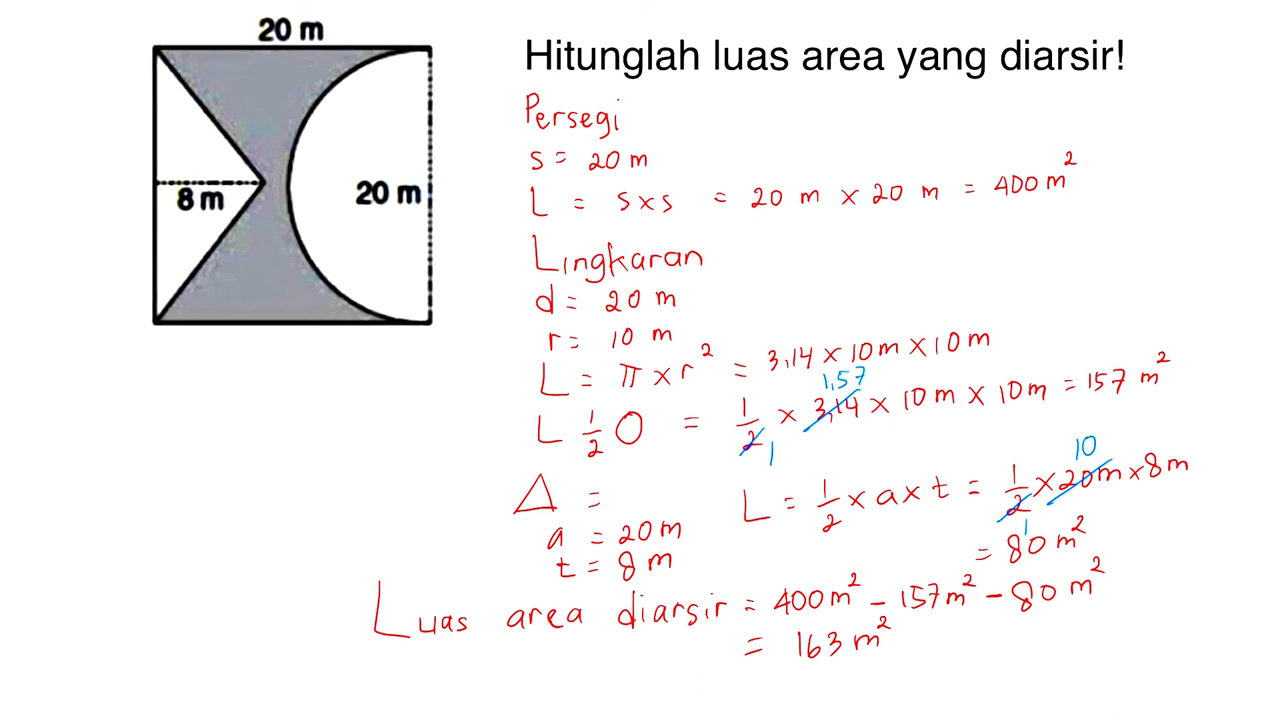 20 m
8 m
20 m
Hitunglah luas area yang diarsir!
Persegi
s = 20 m
L = s x s = 20 m x 20 m = 400 m²
Lingkaran
d = 20 m
r = 10 m
L = π x r² = 3,14 x 10 m x 10 m
1,57
L ½ O = ½ x 3,14 x 10 m x 10 m = 157 m²
1
10
Δ = L = ½ x a x t = ½ x 20 m x 8 m
1
a = 20 m = 80 m²
t = 8 m
Luas area diarsir = 400 m² - 157 m² - 80 m²
= 163 m²